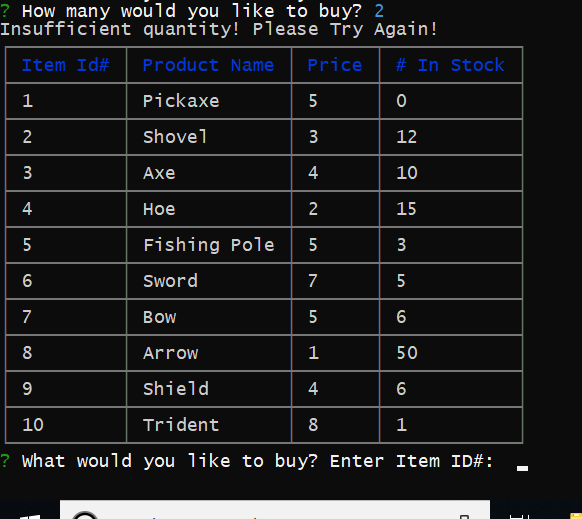 ? How many would you like to buy? 2
Insufficient quantity! Please Try Again!
Item Id# Product Name Price # In Stock
1 Pickaxe 5 0
2 Shovel 3 12
3 Axe 4 10
4 Hoe 2 15
5 Fishing Pole 5 3
6 Sword 7 5
7 Bow 5 6
8 Arrow 1 50
9 Shield 4 6
10 Trident 8 1
? What would you like to buy? Enter Item ID#: